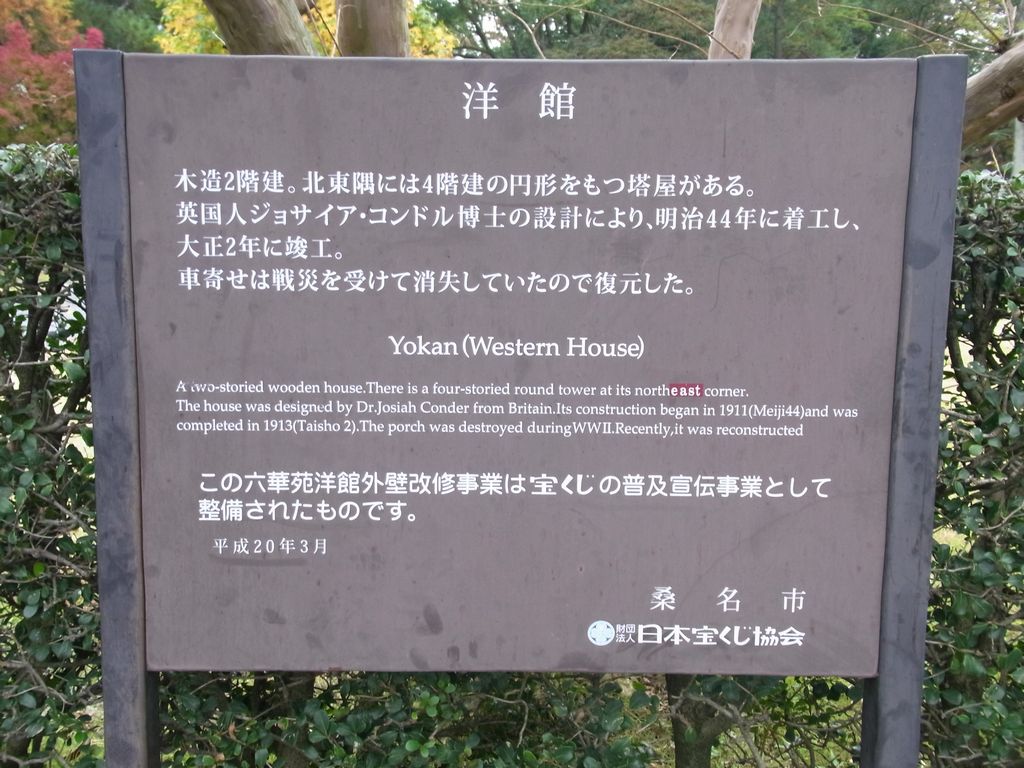 洋 館
木造2階建。北東隅には4階建の円形をもつ塔屋がある。
英国人ジョサイア・コンドル博士の設計により、明治44年に着工し、
大正2年に竣工。
車寄せは戦災を受けて消失していたので復元した。
Yokan(Western House)
A two-storied wooden house.There is a four-storied round tower at its northeast corner.
The house was designed by Dr.Josiah Conder from Britain.Its construction began in 1911(Meiji44)and was
completed in 1913(Taisho 2).The porch was destroyed duringWWⅡ.Recently,it was reconstructed
この六華苑洋館外壁改修事業は宝くじの普及宣伝事業として
整備されたものです。
平成20年3月
桑 名 市
財団法人日本宝くじ協会